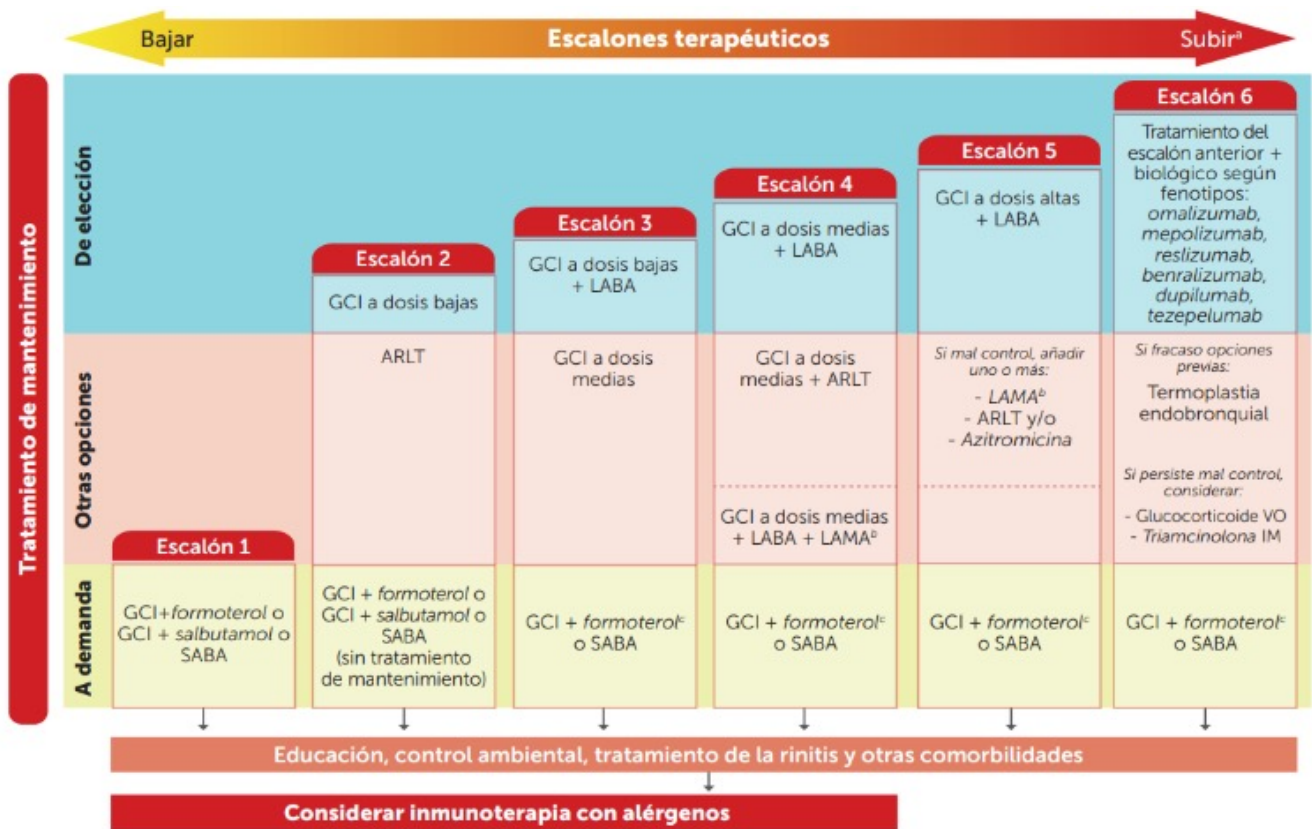 Bajar
Escalones terapéuticos
Subirᵃ
Tratamiento de mantenimiento
De elección
Otras opciones
A demanda
Escalón 1
GCI+formoterol o
GCI + salbutamol o
SABA
Escalón 2
GCI a dosis bajas
ARLT
GCI + formoterol o
GCI + salbutamol o
SABA
(sin tratamiento
de mantenimiento)
Escalón 3
GCI a dosis bajas
+ LABA
GCI a dosis
medias
GCI + formoterolᶜ
o SABA
Escalón 4
GCI a dosis medias
+ LABA
GCI a dosis
medias + ARLT
GCI a dosis medias
+ LABA + LAMAᵇ
GCI + formoterolᶜ
o SABA
Escalón 5
GCI a dosis altas
+ LABA
Si mal control, añadir
uno o más:
- LAMAᵇ
- ARLT y/o
- Azitromicina
GCI + formoterolᶜ
o SABA
Escalón 6
Tratamiento del
escalón anterior +
biológico según
fenotipos:
omalizumab,
mepolizumab,
reslizumab,
benralizumab,
dupilumab,
tezepelumab
Si fracaso opciones
previas:
Termoplastia
endobronquial
Si persiste mal control,
considerar:
- Glucocorticoide VO
- Triamcinolona IM
GCI + formoterolᶜ
o SABA
Educación, control ambiental, tratamiento de la rinitis y otras comorbilidades
Considerar inmunoterapia con alérgenos